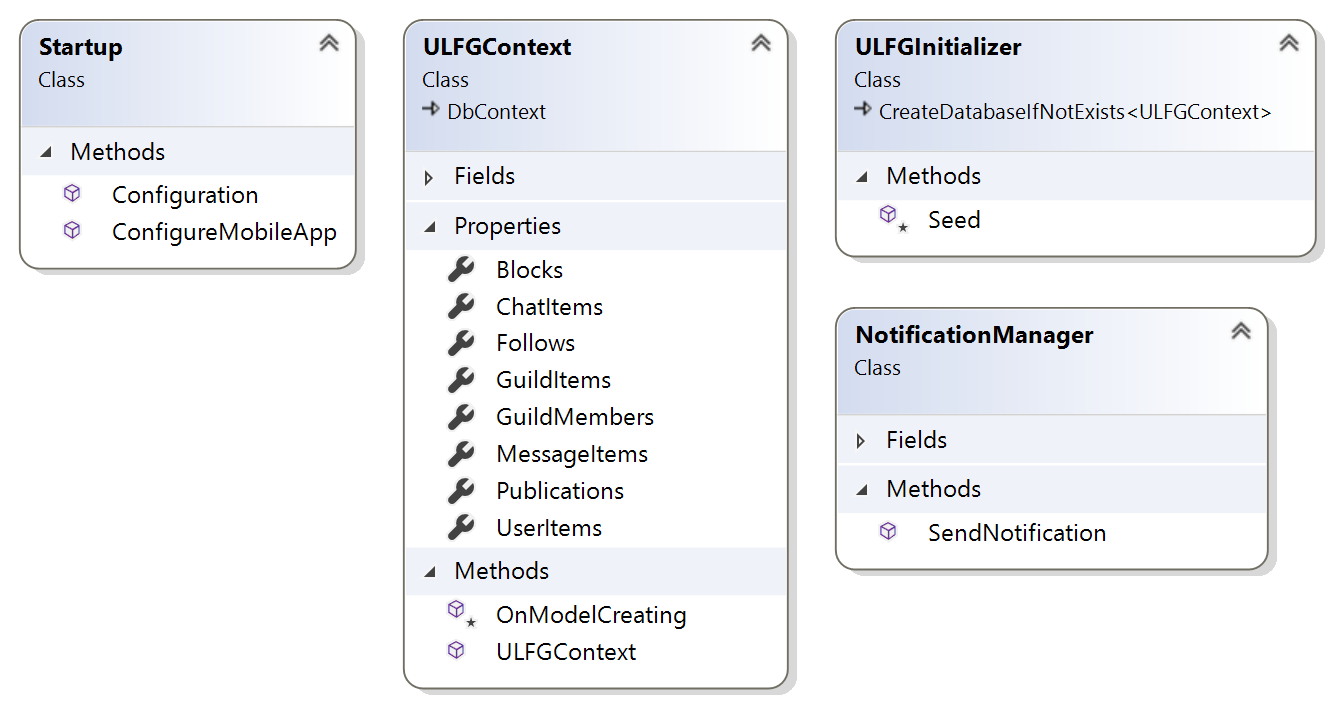 Startup
Class
Methods
Configuration
ConfigureMobileApp
ULFGContext
Class
DbContext
Fields
Properties
Blocks
ChatItems
Follows
GuildItems
GuildMembers
MessageItems
Publications
UserItems
Methods
OnModelCreating
ULFGContext
ULFGInitializer
Class
CreateDatabaseIfNotExists<ULFGContext>
Methods
Seed
NotificationManager
Class
Fields
Methods
SendNotification